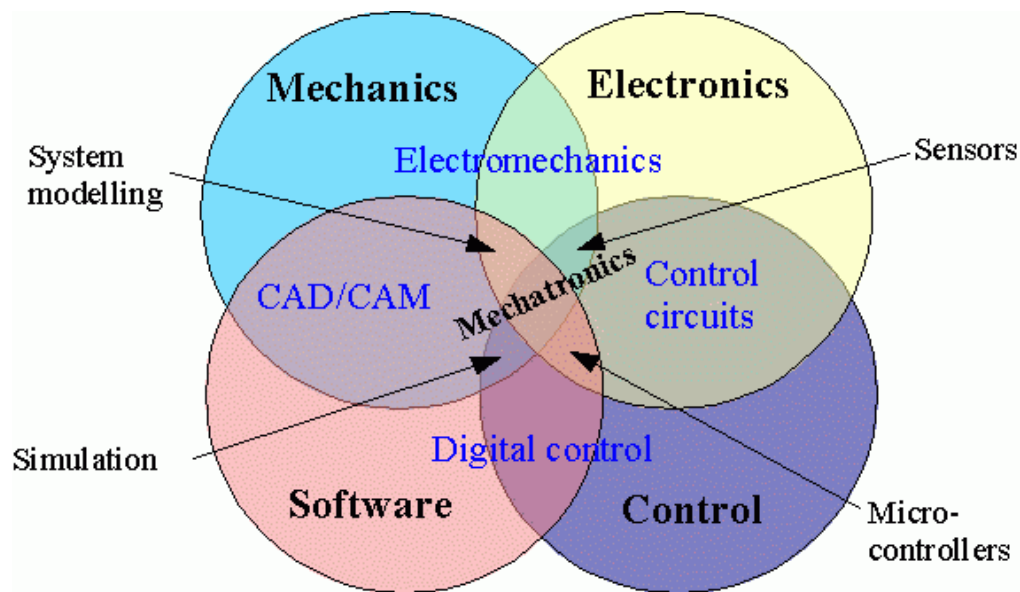 Mechanics
Electronics
System
modelling
Electromechanics
Sensors
CAD/CAM
Mechatronics
Control
circuits
Simulation
Digital control
Software
Control
Micro-
controllers